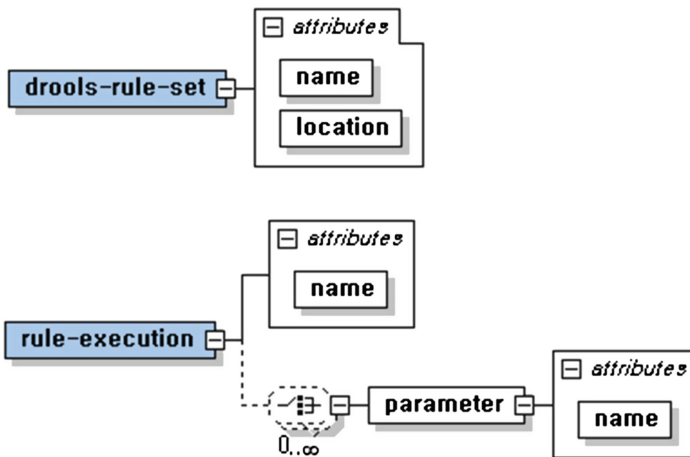 attributes
drools-rule-set
name
location
attributes
name
rule-execution
attributes
parameter
name
0..∞